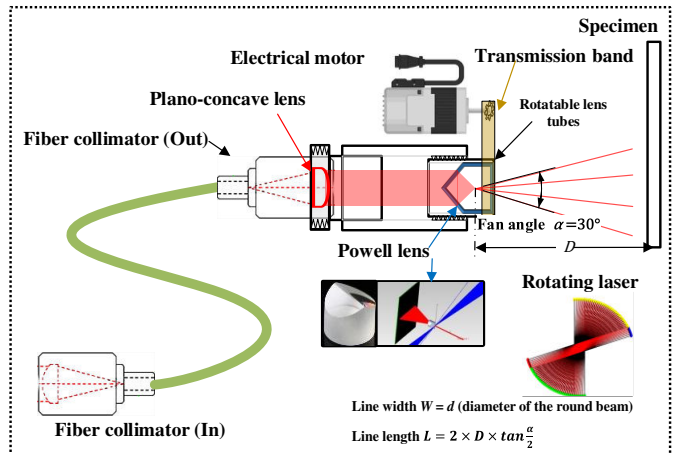 Specimen
Electrical motor
Transmission band
Plano-concave lens
Rotatable lens
tubes
Fiber collimator (Out)
Fan angle α=30°
D
Powell lens
Rotating laser
Line width W = d (diameter of the round beam)
Fiber collimator (In)
Line length L = 2 × D × tan α/2